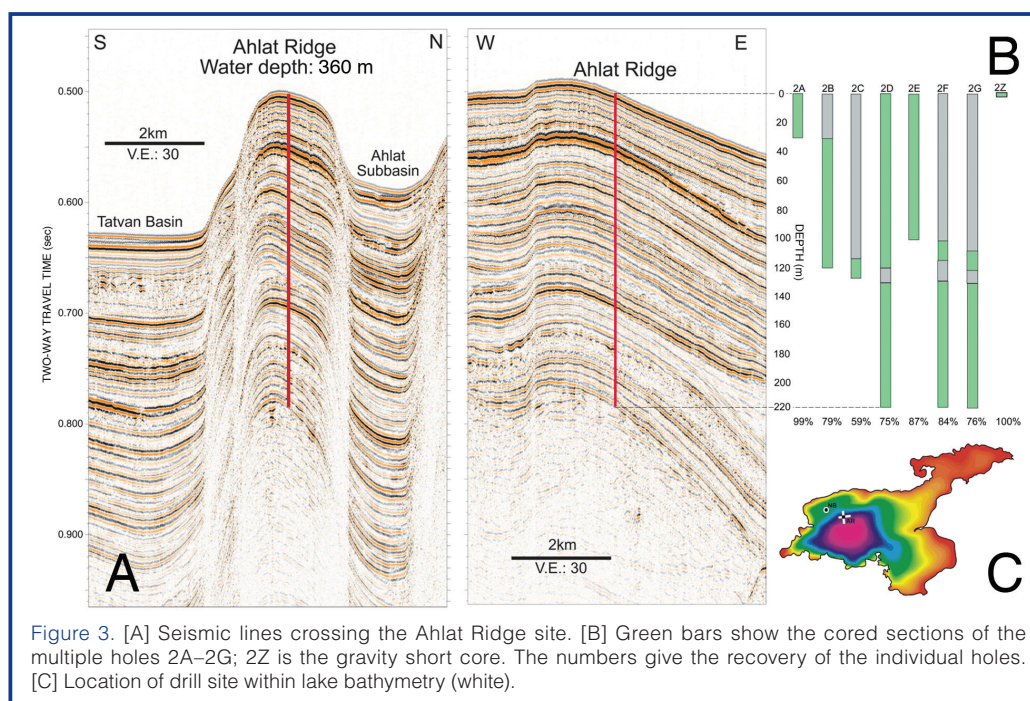 S
Ahlat Ridge
Water depth: 360 m
N
W
Ahlat Ridge
E
B
2A 2B 2C 2D 2E 2F 2G 2Z
0.500
2km
V.E.: 30
Ahlat
Subbasin
0.600
Tatvan Basin
TWO-WAY TRAVEL TIME (sec)
0.700
0.800
0.900
A
2km
V.E.: 30
0
20
40
60
80
100
DEPTH (m)
120
140
160
180
200
220
99% 79% 59% 75% 87% 84% 76% 100%
NB
AR
C
Figure 3. [A] Seismic lines crossing the Ahlat Ridge site. [B] Green bars show the cored sections of the
multiple holes 2A–2G; 2Z is the gravity short core. The numbers give the recovery of the individual holes.
[C] Location of drill site within lake bathymetry (white).